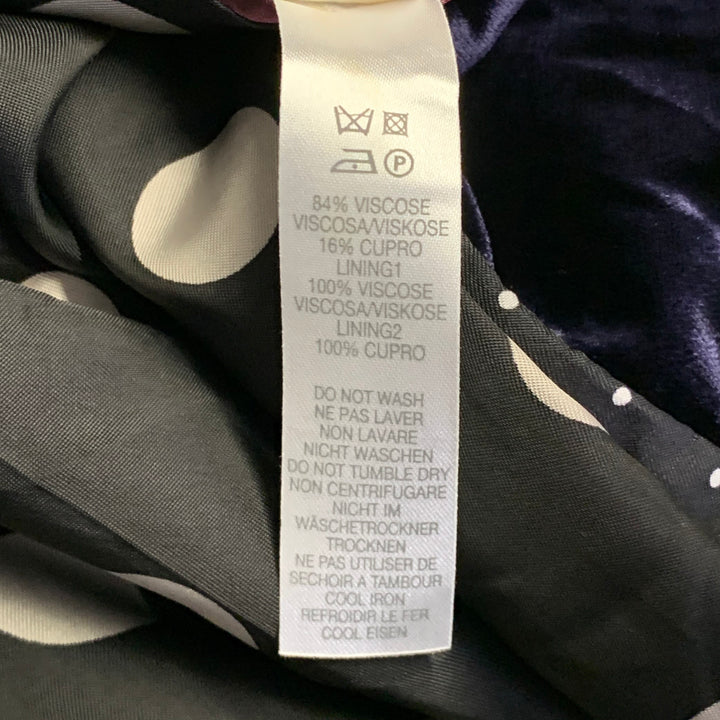 P
84% VISCOSE
VISCOSA/VISKOSE
16% CUPRO
LINING1
100% VISCOSE
VISCOSA/VISKOSE
LINING2
100% CUPRO
DO NOT WASH
NE PAS LAVER
NON LAVARE
NICHT WASCHEN
DO NOT TUMBLE DRY
NON CENTRIFUGARE
NICHT IM
WÄSCHETROCKNER
TROCKNEN
NE PAS UTILISER DE
SECHOIR A TAMBOUR
COOL IRON
REFROIDIR LE FER
COOL EISEN